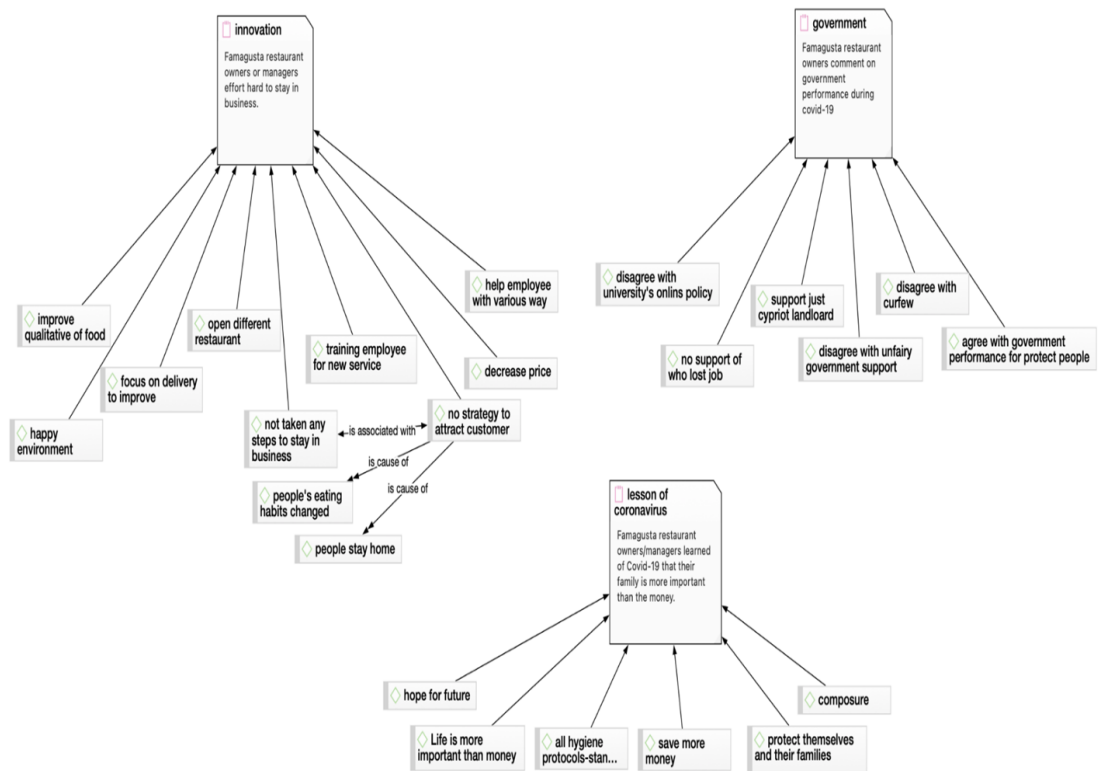 innovation
Famagusta restaurant
owners or managers
effort hard to stay in
business.
improve
qualitative of food
happy
environment
focus on delivery
to improve
open different
restaurant
not taken any
steps to stay in
business
training employee
for new service
no strategy to
attract customer
decrease price
help employee
with various way
is associated with
is cause of
is cause of
people's eating
habits changed
people stay home
government
Famagusta restaurant
owners comment on
government
performance during
covid-19
disagree with
university's onlins policy
no support of
who lost job
support just
cypriot landloard
disagree with unfairy
government support
disagree with
curfew
agree with government
performance for protect people
lesson of
coronavirus
Famagusta restaurant
owners/managers learned
of Covid-19 that their
family is more important
than the money.
hope for future
Life is more
important than money
all hygiene
protocols-stan...
save more
money
protect themselves
and their families
composure